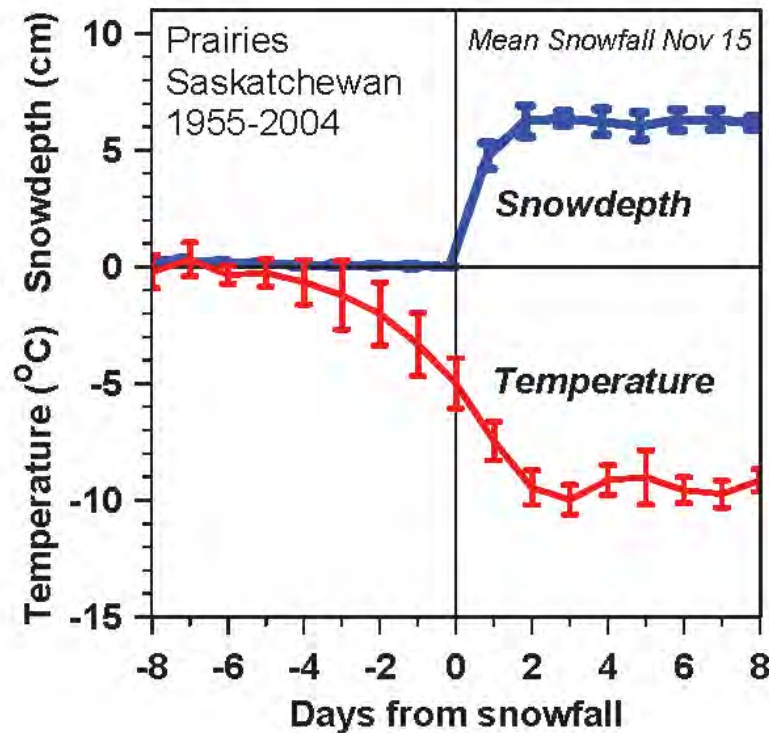 10
5
0
-5
-10
-15
Snowdepth (cm)
Temperature (°C)
Prairies
Saskatchewan
1955-2004
Mean Snowfall Nov 15
Snowdepth
Temperature
-8 -6 -4 -2 0 2 4 6 8
Days from snowfall